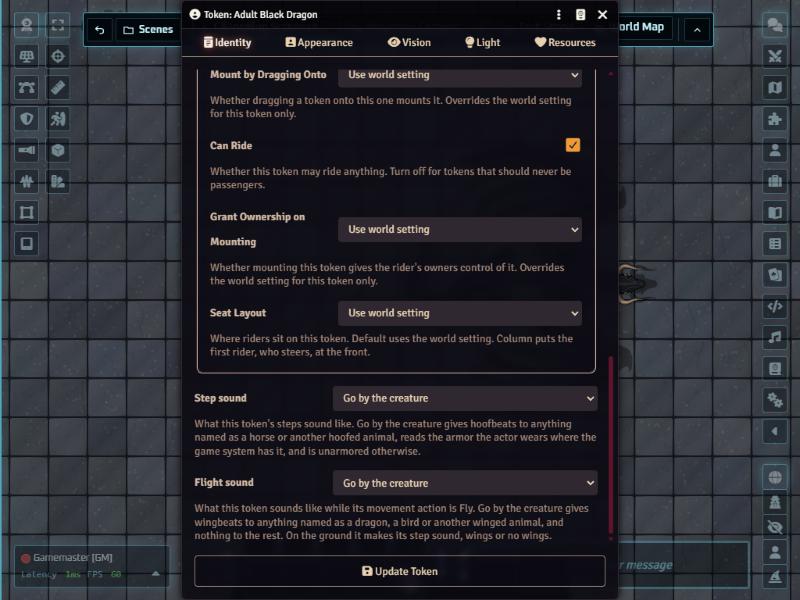 Token: Adult Black Dragon
Scenes
orld Map
Identity
Appearance
Vision
Light
Resources
Mount by Dragging Onto
Use world setting
Whether dragging a token onto this one mounts it. Overrides the world setting
for this token only.
Can Ride
Whether this token may ride anything. Turn off for tokens that should never be
passengers.
Grant Ownership on
Mounting
Use world setting
Whether mounting this token gives the rider's owners control of it. Overrides
the world setting for this token only.
Seat Layout
Use world setting
Where riders sit on this token. Default uses the world setting. Column puts the
first rider, who steers, at the front.
Step sound
Go by the creature
What this token's steps sound like. Go by the creature gives hoofbeats to anything
named as a horse or another hoofed animal, reads the armor the actor wears where the
game system has it, and is unarmored otherwise.
Flight sound
Go by the creature
What this token sounds like while its movement action is Fly. Go by the creature gives
wingbeats to anything named as a dragon, a bird or another winged animal, and
nothing to the rest. On the ground it makes its step sound, wings or no wings.
Update Token
Gamemaster [GM]
Latency 1ms FPS 60
r message